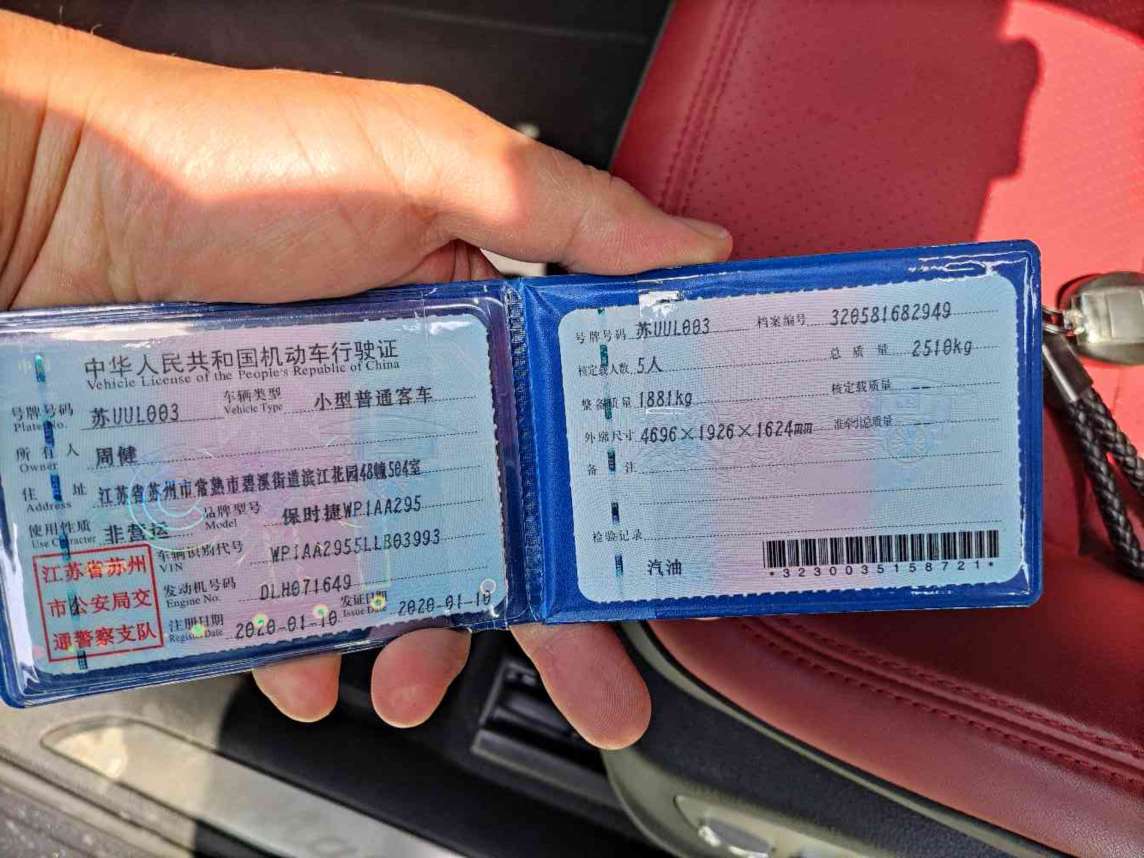 中华人民共和国机动车行驶证
Vehicle License of the People's Republic of China
号牌号码 苏UUL003 车辆类型 小型普通客车
Plate No. Vehicle Type
所有人 周健
Owner
住址 江苏省苏州市常熟市碧溪街道滨江花园48幢504室
Address
使用性质 非营运 品牌型号 保时捷WP1AA295
Use Character Model
车辆识别代号 WP1AA2955LLB03993
VIN
发动机号码 DLH071649
Engine No.
注册日期 2020-01-10 发证日期 2020-01-10
Register Date Issue Date
江苏省苏州
市公安局交
通警察支队
号牌号码 苏UUL003 档案编号 320581682949
核定载人数 5人 总质量 2510kg
整备质量 1881kg 核定载质量 --
外廓尺寸 4696×1926×1624mm 准牵引总质量 --
备注
检验记录
汽油
*3230035158721*